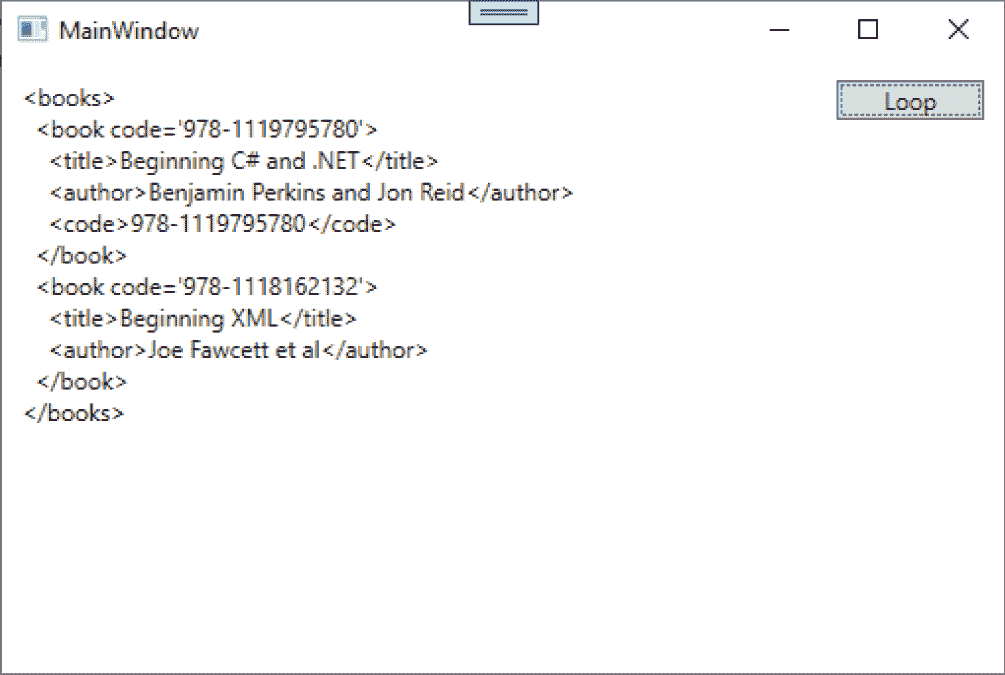 MainWindow
<books>
  <book code='978-1119795780'>
    <title>Beginning C# and .NET</title>
    <author>Benjamin Perkins and Jon Reid</author>
    <code>978-1119795780</code>
  </book>
  <book code='978-1118162132'>
    <title>Beginning XML</title>
    <author>Joe Fawcett et al</author>
  </book>
</books>
Loop